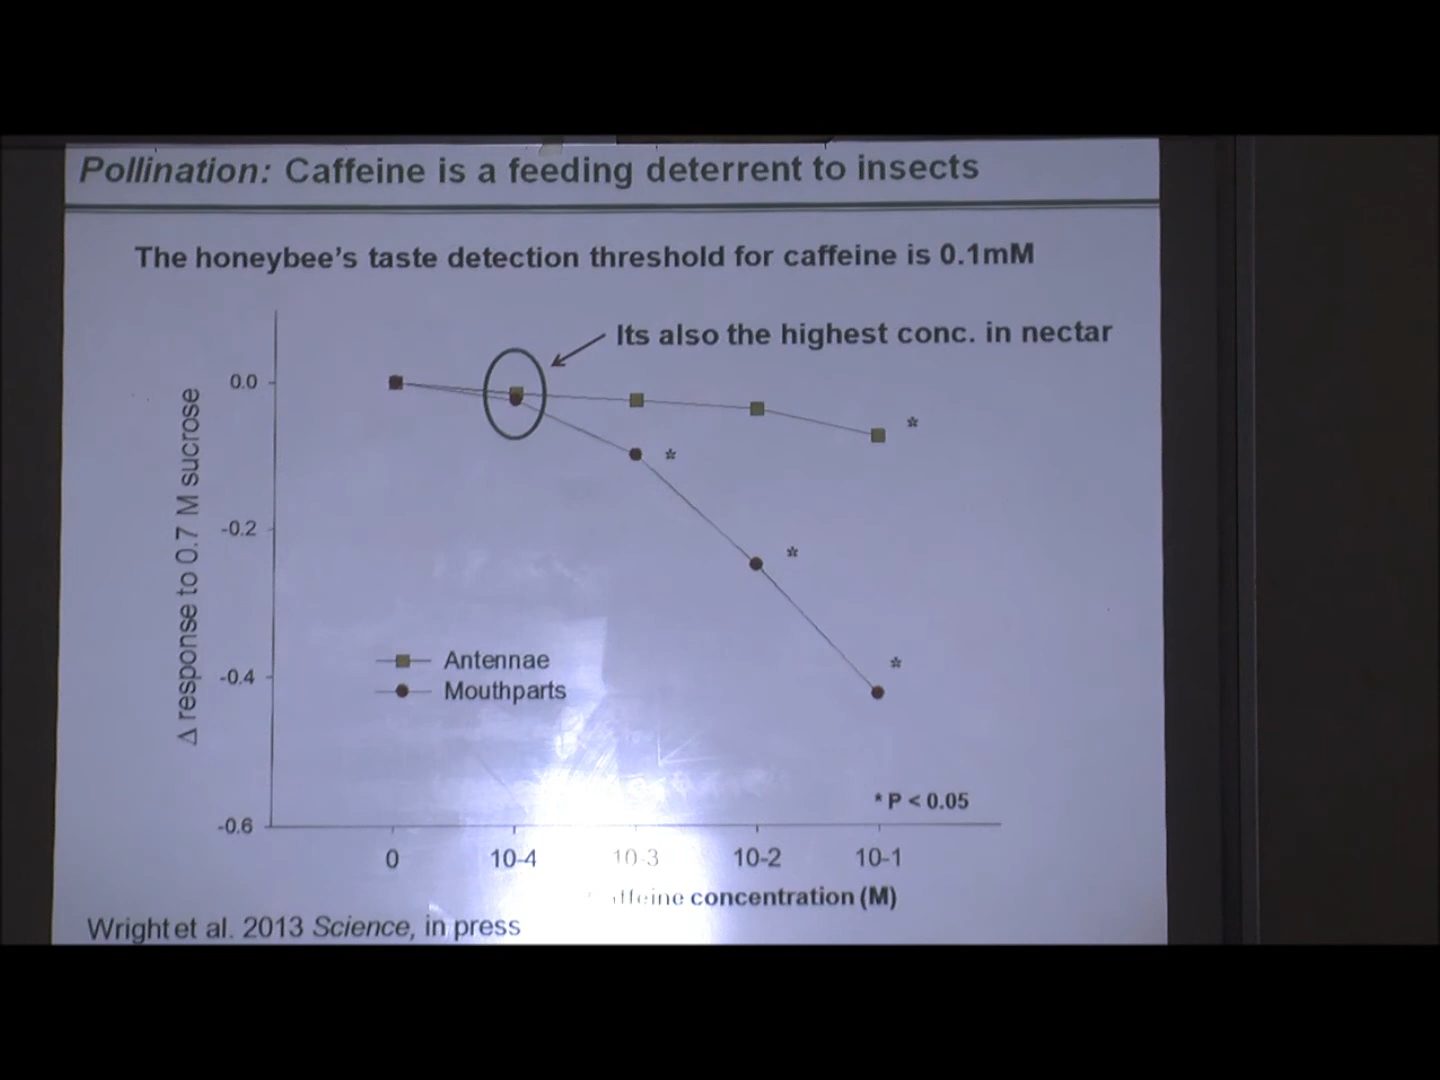 Pollination: Caffeine is a feeding deterrent to insects
The honeybee's taste detection threshold for caffeine is 0.1mM
Its also the highest conc. in nectar
Δ response to 0.7 M sucrose
0.0
-0.2
-0.4
-0.6
*
*
*
*
Antennae
Mouthparts
* P < 0.05
0 10-4 10-3 10-2 10-1
concentration (M)
Wright et al. 2013 Science, in press